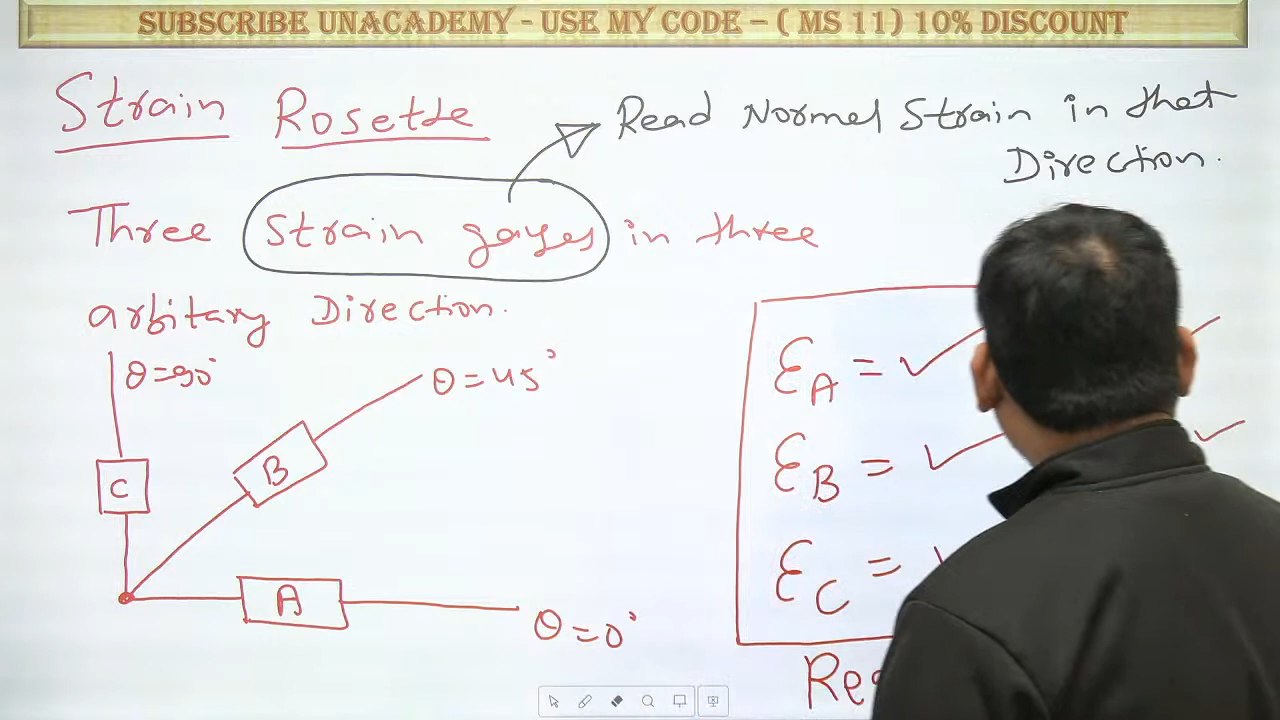 SUBSCRIBE UNACADEMY - USE MY CODE – ( MS 11) 10% DISCOUNT
Strain Rosette
Read Normal Strain in that
Direction.
Three Strain gauges in three
arbitary Direction.
θ=90°
θ=45°
C
B
A
θ=0°
εA = ✓
εB = ✓
εC =